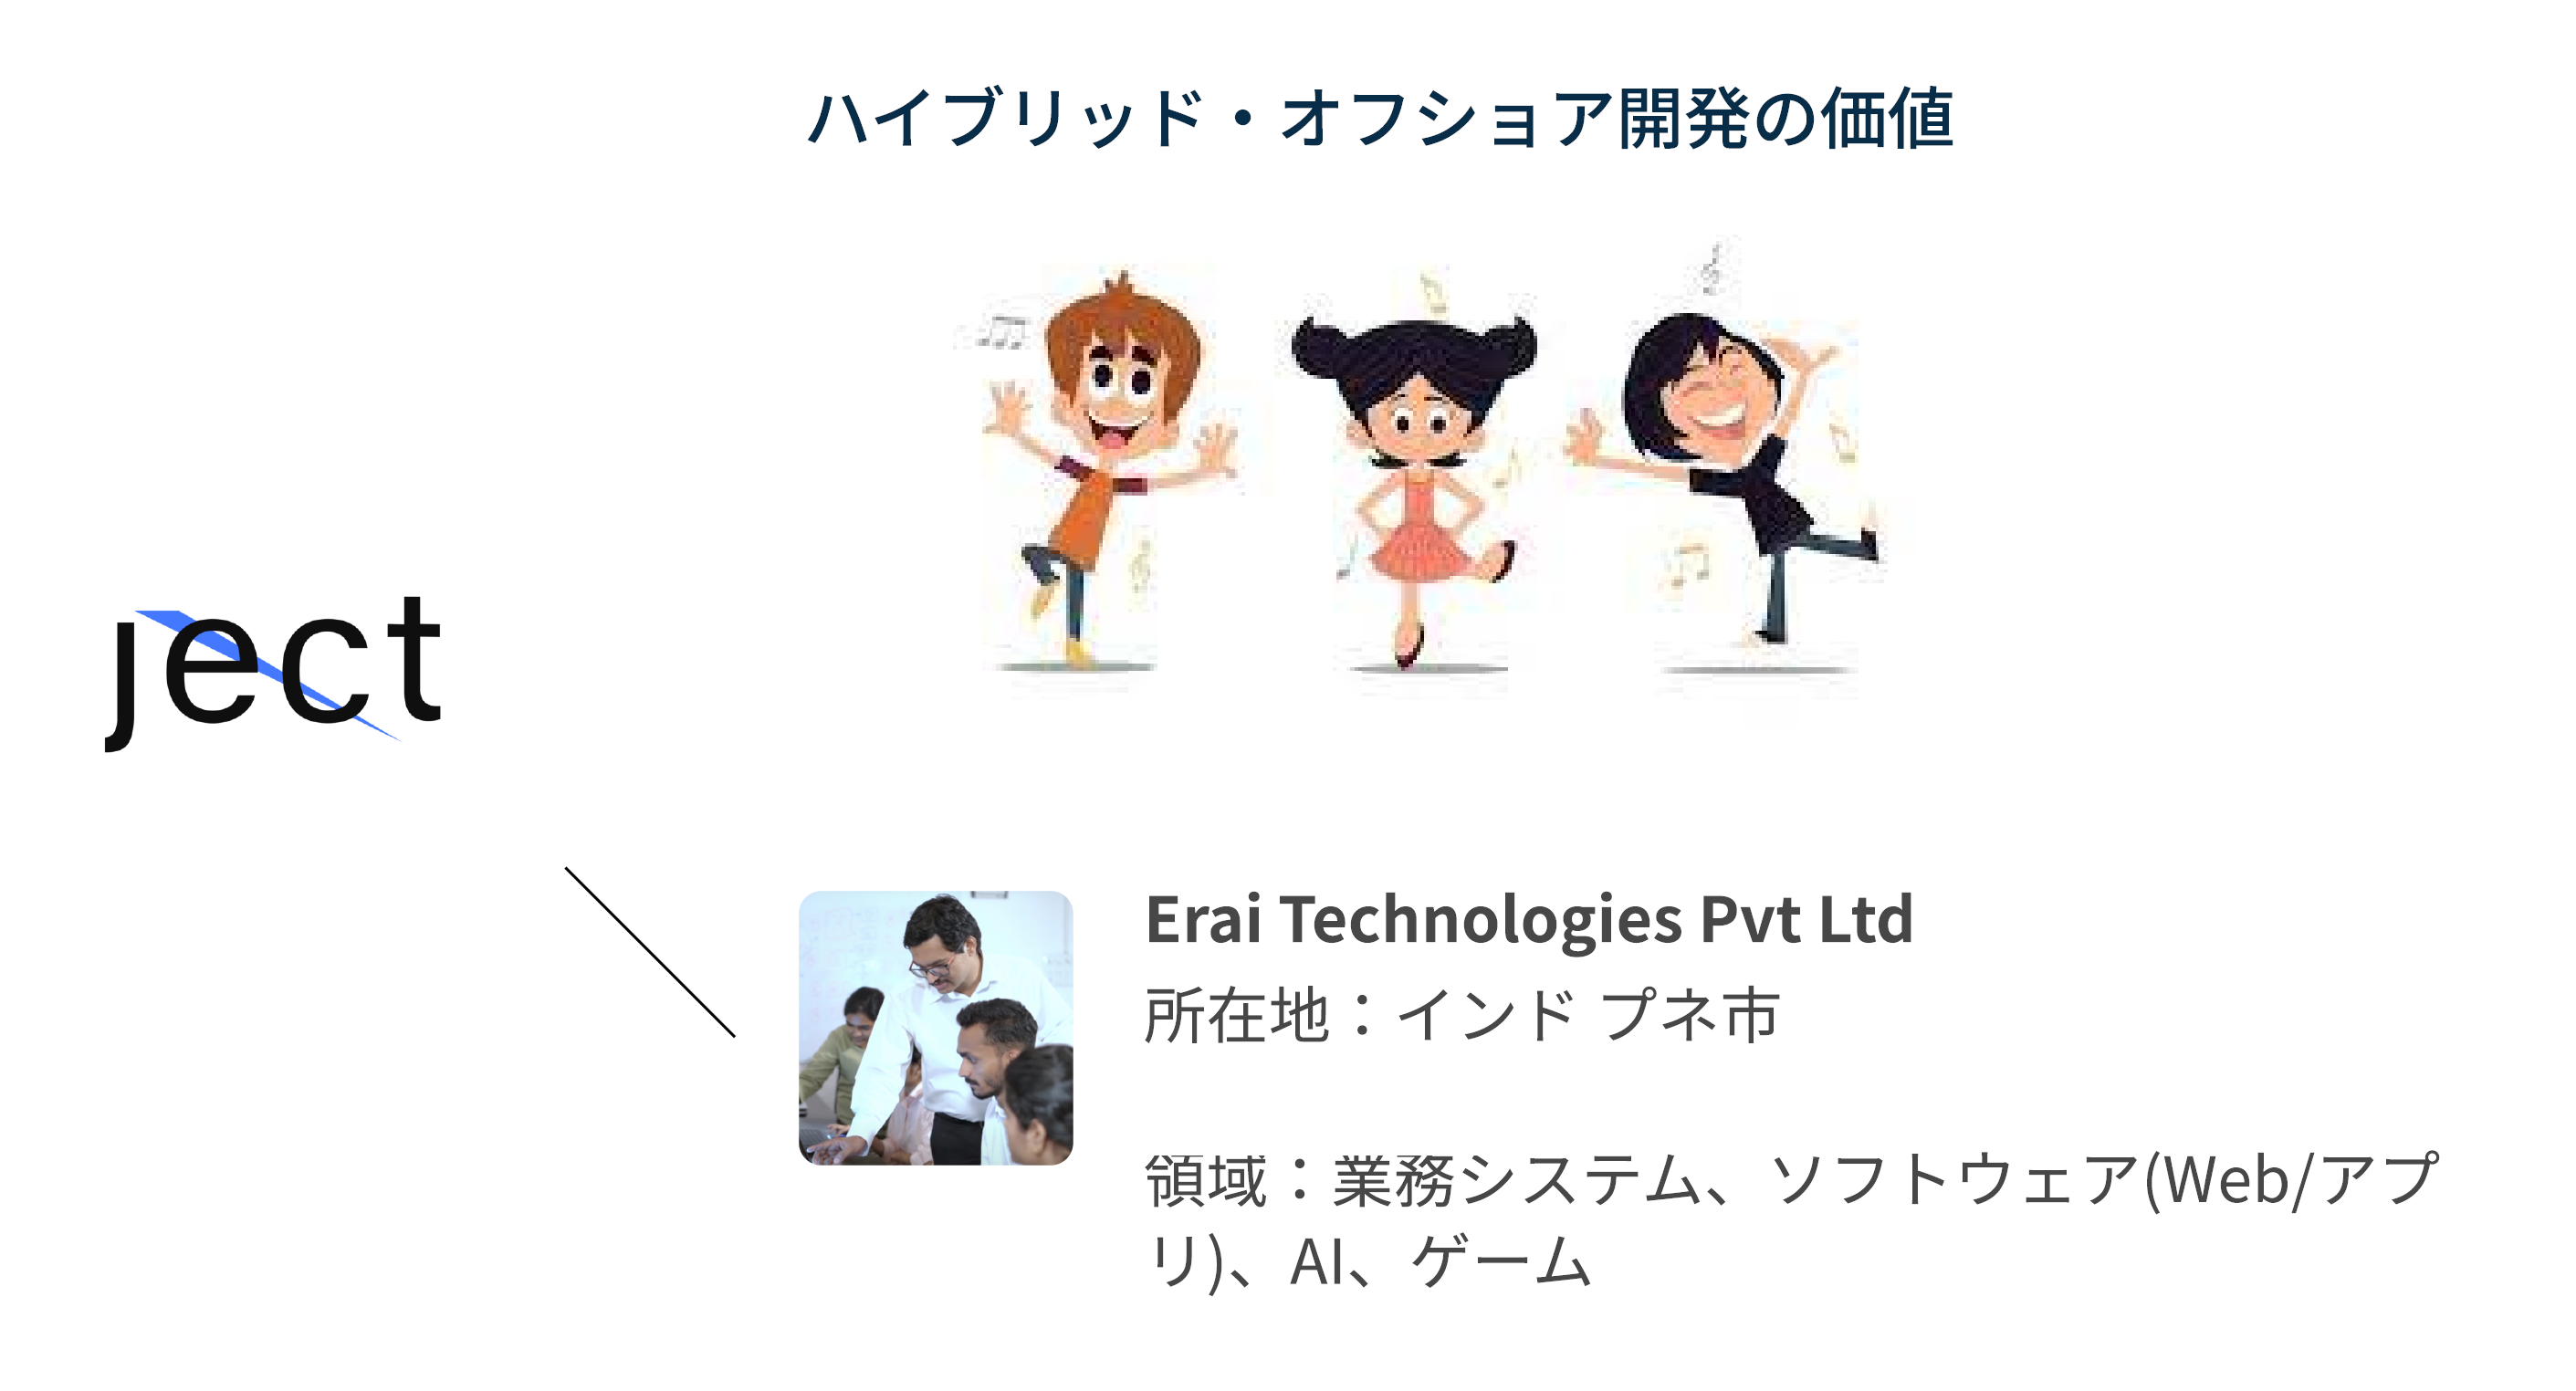 ハイブリッド・オフショア開発の価値
ject
Erai Technologies Pvt Ltd
所在地：インド プネ市
領域：業務システム、ソフトウェア(Web/アプ
リ)、AI、ゲーム